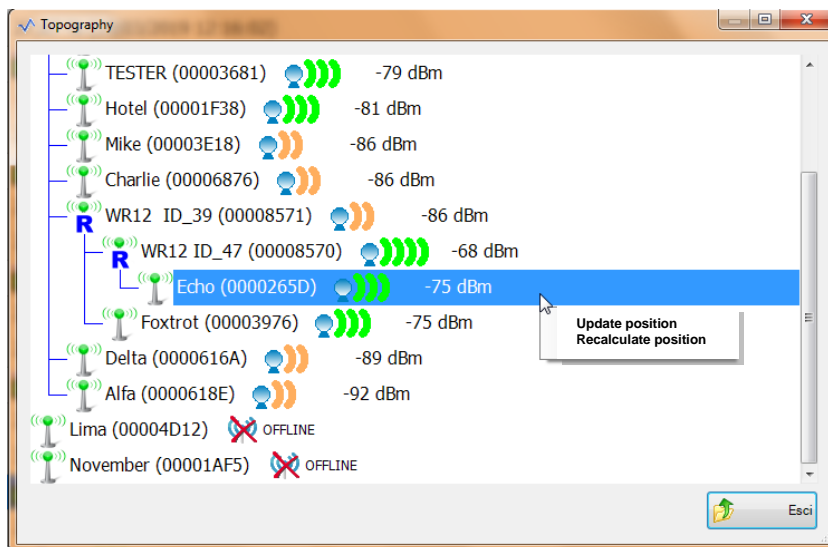 Topography
TESTER (00003681) -79 dBm
Hotel (00001F38) -81 dBm
Mike (00003E18) -86 dBm
Charlie (00006876) -86 dBm
R WR12 ID_39 (00008571) -86 dBm
R WR12 ID_47 (00008570) -68 dBm
Echo (0000265D) -75 dBm
Foxtrot (00003976) -75 dBm
Update position
Recalculate position
Delta (0000616A) -89 dBm
Alfa (0000618E) -92 dBm
Lima (00004D12) OFFLINE
November (00001AF5) OFFLINE
Esci